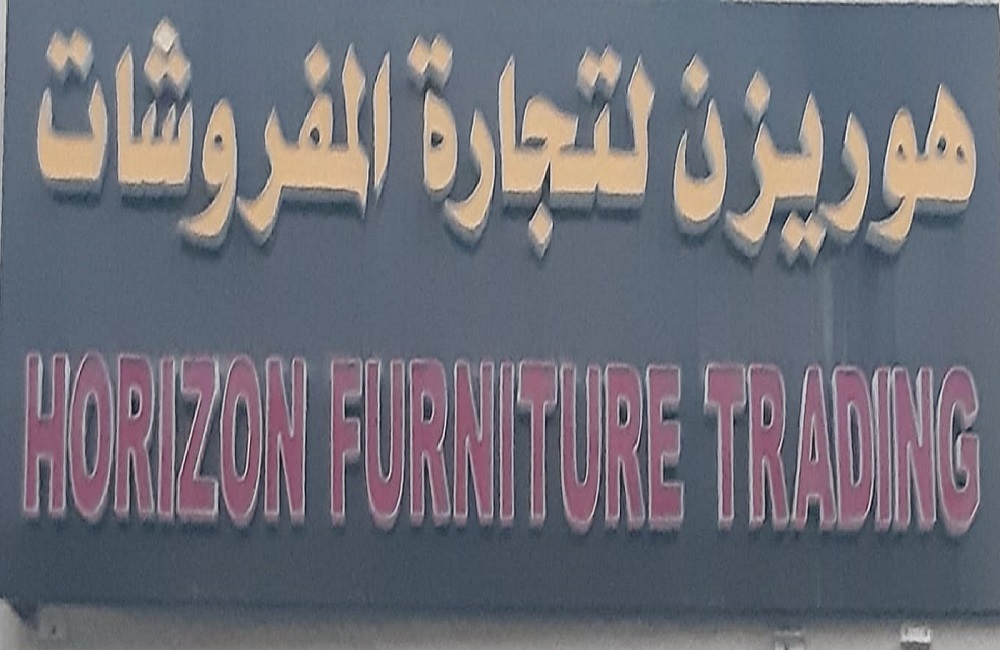 هوريزن لتجارة المفروشات
HORIZON FURNITURE TRADING